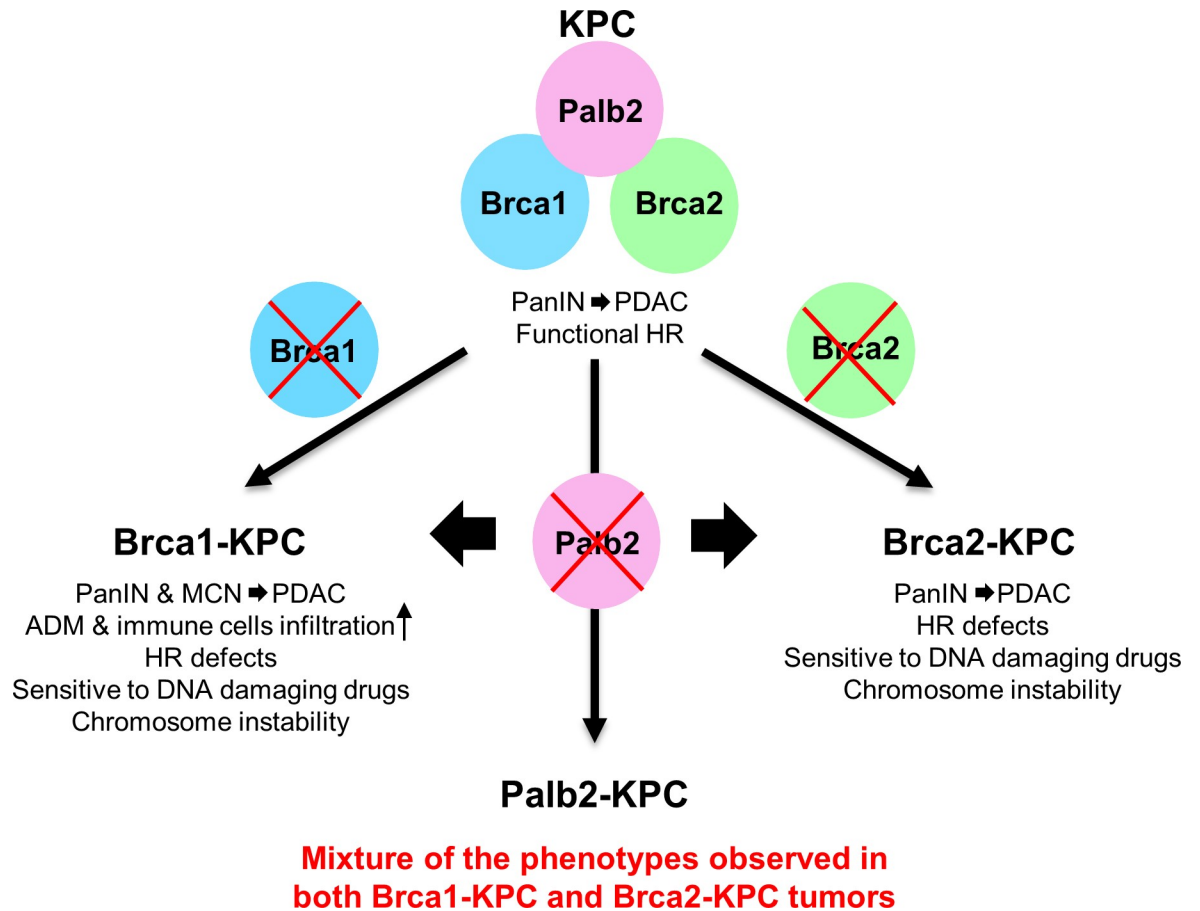 KPC
Palb2
Brca1
Brca2
PanIN ➡ PDAC
Functional HR
Brca1
Brca2
Palb2
Brca1-KPC
PanIN & MCN ➡ PDAC
ADM & immune cells infiltration ↑
HR defects
Sensitive to DNA damaging drugs
Chromosome instability
Brca2-KPC
PanIN ➡ PDAC
HR defects
Sensitive to DNA damaging drugs
Chromosome instability
Palb2-KPC
Mixture of the phenotypes observed in
both Brca1-KPC and Brca2-KPC tumors